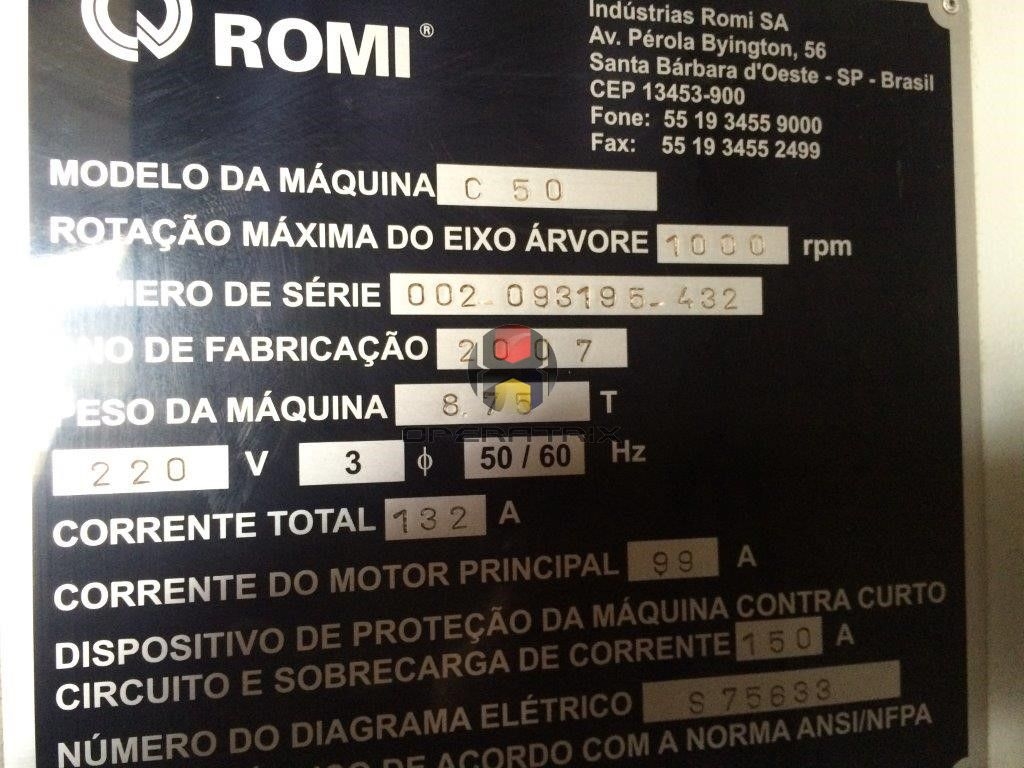 ROMI®
Indústrias Romi SA
Av. Pérola Byington, 56
Santa Bárbara d'Oeste - SP - Brasil
CEP 13453-900
Fone: 55 19 3455 9000
Fax: 55 19 3455 2499
MODELO DA MÁQUINA C 50
ROTAÇÃO MÁXIMA DO EIXO ÁRVORE 1000 rpm
NÚMERO DE SÉRIE 002-093195-432
ANO DE FABRICAÇÃO 2007
PESO DA MÁQUINA 8,75 T
OPERATRIX
220 V 3 ϕ 50 / 60 Hz
CORRENTE TOTAL 132 A
CORRENTE DO MOTOR PRINCIPAL 99 A
DISPOSITIVO DE PROTEÇÃO DA MÁQUINA CONTRA CURTO
CIRCUITO E SOBRECARGA DE CORRENTE 150 A
NÚMERO DO DIAGRAMA ELÉTRICO S 75633
DE ACORDO COM A NORMA ANSI/NFPA